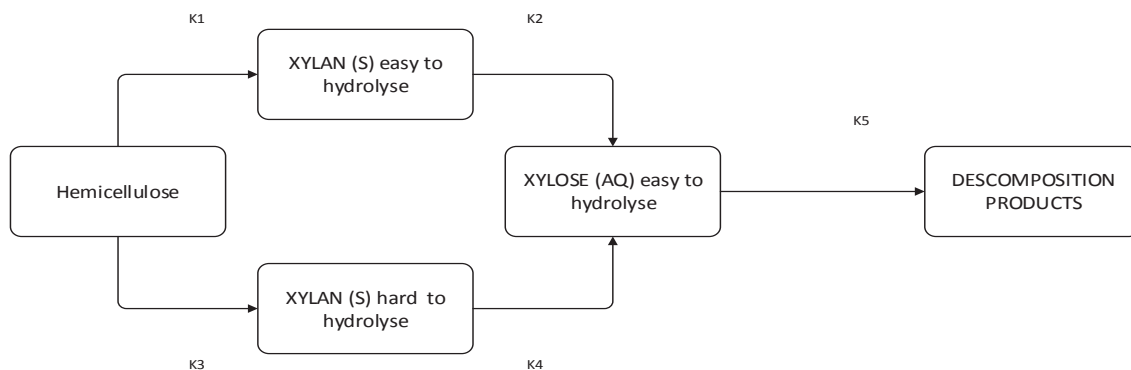 K1
K2
XYLAN (S) easy to
hydrolyse
K5
Hemicellulose
XYLOSE (AQ) easy to
hydrolyse
DESCOMPOSITION
PRODUCTS
XYLAN (S) hard to
hydrolyse
K3
K4